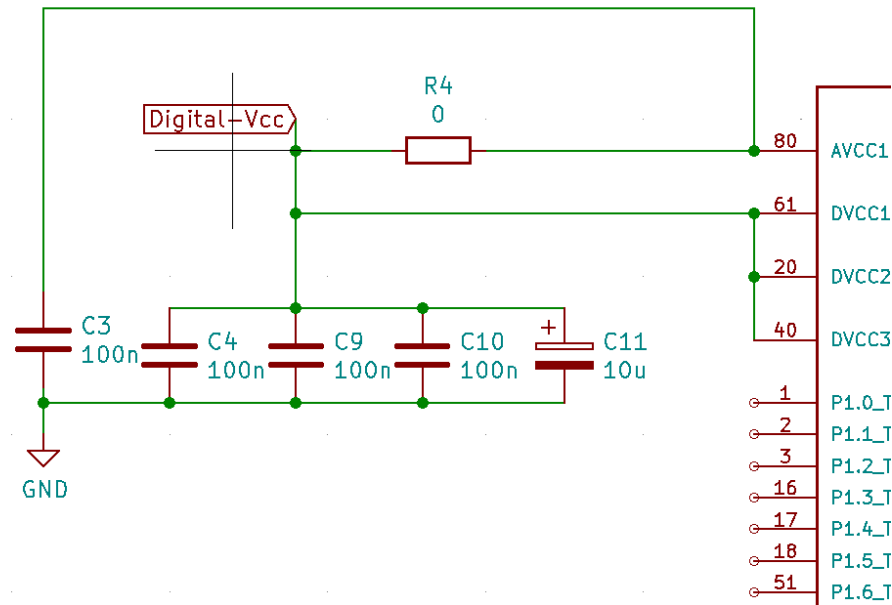 R4
0
Digital-Vcc
80 AVCC1
61 DVCC1
20 DVCC2
40 DVCC3
C3
100n
C4
100n
C9
100n
C10
100n
+ C11
10u
GND
1 P1.0_T
2 P1.1_T
3 P1.2_T
16 P1.3_T
17 P1.4_T
18 P1.5_T
51 P1.6_T